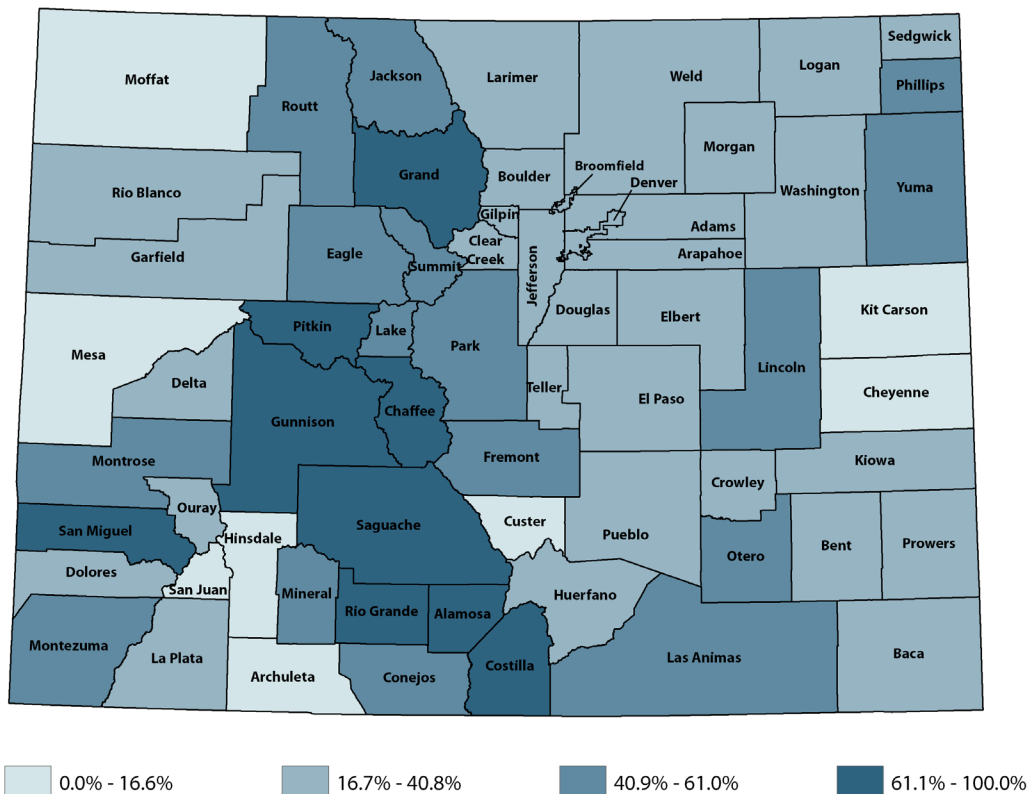 Moffat
Routt
Jackson
Larimer
Weld
Logan
Sedgwick
Phillips
Morgan
Rio Blanco
Grand
Boulder
Broomfield
Denver
Washington
Yuma
Gilpin
Adams
Garfield
Eagle
Summit
Clear
Creek
Jefferson
Arapahoe
Mesa
Pitkin
Lake
Park
Douglas
Elbert
Kit Carson
Lincoln
Delta
Gunnison
Chaffee
Teller
El Paso
Cheyenne
Montrose
Fremont
Crowley
Kiowa
Ouray
San Miguel
Hinsdale
Saguache
Custer
Pueblo
Otero
Bent
Prowers
Dolores
San Juan
Mineral
Rio Grande
Alamosa
Huerfano
Montezuma
La Plata
Archuleta
Conejos
Costilla
Las Animas
Baca
0.0% - 16.6%
16.7% - 40.8%
40.9% - 61.0%
61.1% - 100.0%